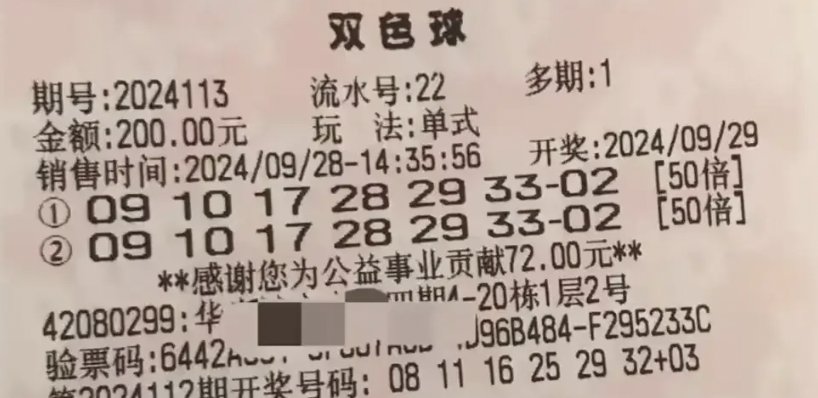 双色球
期号:2024113 流水号:22 多期:1
金额:200.00元 玩 法:单式
销售时间:2024/09/28-14:35:56 开奖:2024/09/29
① 09 10 17 28 29 33-02 [50倍]
② 09 10 17 28 29 33-02 [50倍]
**感谢您为公益事业贡献72.00元**
42080299:华 四期4-20栋1层2号
验票码:6442 J96B484-F295233C
第2024112期开奖号码: 08 11 16 25 29 32+03